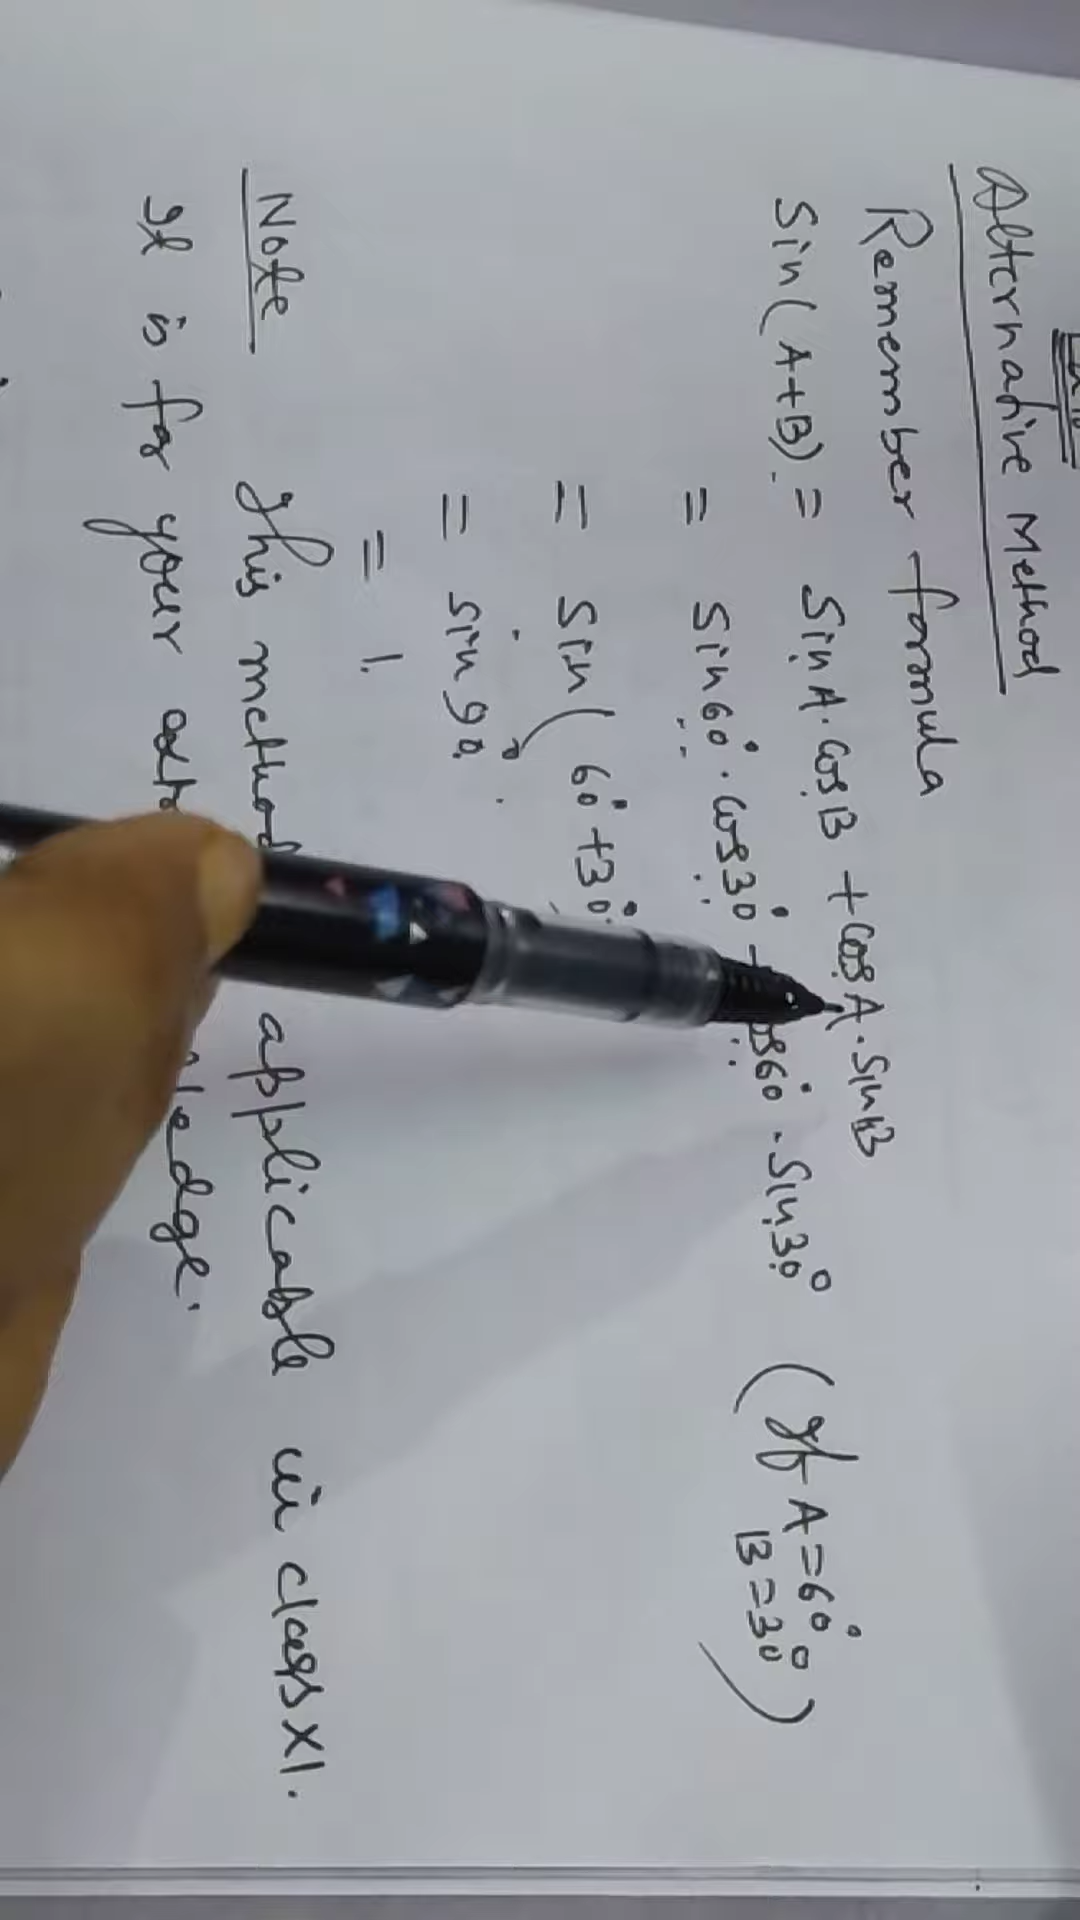 Alternative Method
Remember formula
Sin(A+B) = Sin A . cos B + cos A . Sin B
= Sin 60° . cos 30° + cos 60° . Sin 30° (If A = 60°
B = 30°)
= Sin(60° + 30°
= Sin 90°
= 1.
Note This method applicable in class XI.
It is for your